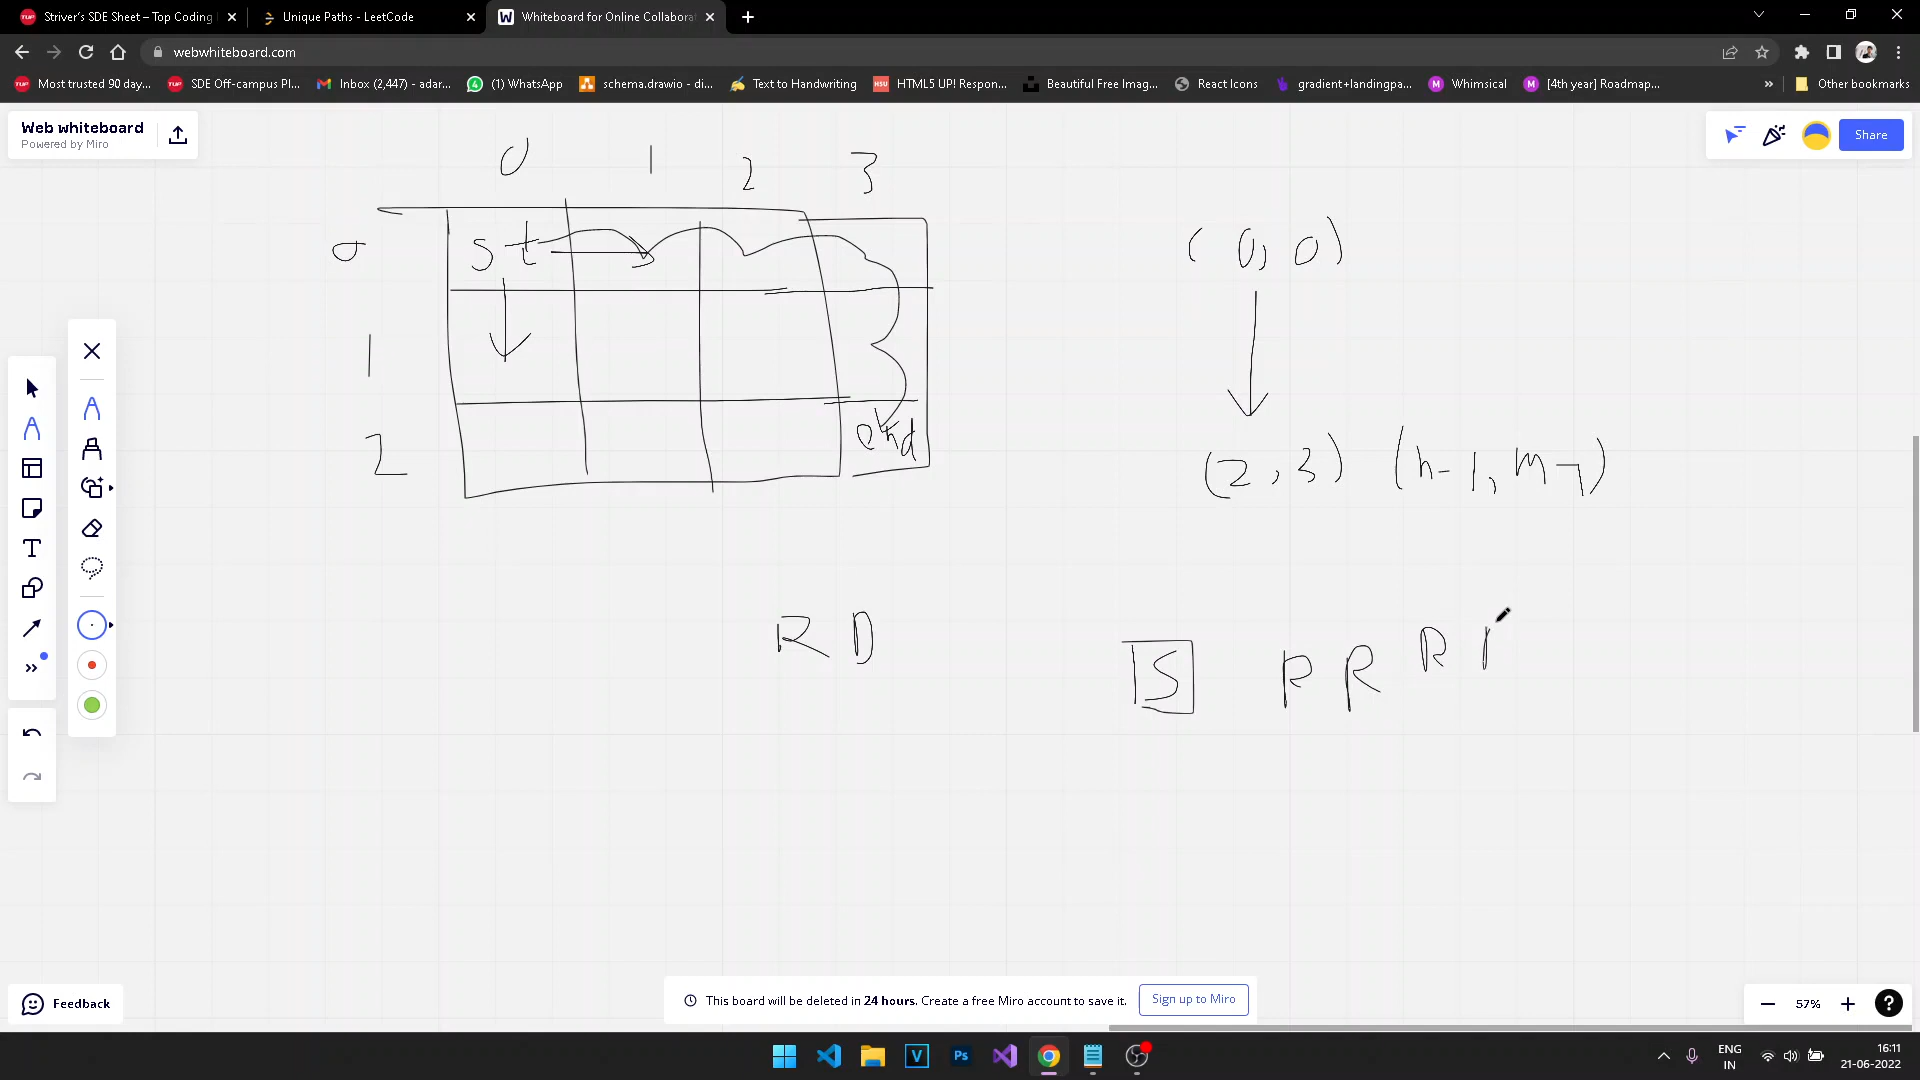 Striver's SDE Sheet – Top Coding
Unique Paths - LeetCode
Whiteboard for Online Collabora
webwhiteboard.com
Most trusted 90 day...
SDE Off-campus Pl...
Inbox (2,447) - adar...
(1) WhatsApp
schema.drawio - di...
Text to Handwriting
HTML5 UP! Respon...
Beautiful Free Imag...
React Icons
gradient+landingpa...
Whimsical
[4th year] Roadmap...
Other bookmarks
Web whiteboard
Powered by Miro
Share
0 1 2 3
0 st
1
2 end
(0,0)
(2,3) (n-1, m-1)
R D
S R R R
Feedback
This board will be deleted in 24 hours. Create a free Miro account to save it.
Sign up to Miro
57%
ENG
IN
16:11
21-06-2022